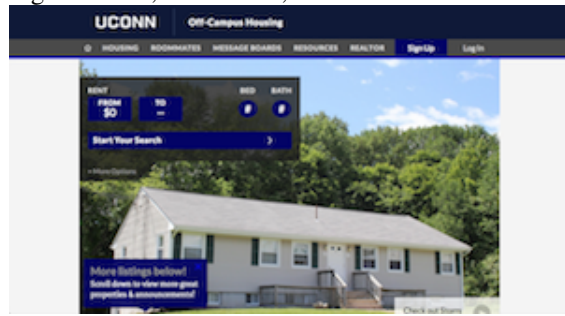 UCONN Off-Campus Housing
HOUSING ROOMMATES MESSAGE BOARDS RESOURCES REALTOR Sign Up Log In
RENT BED BATH
FROM TO
$0 -- # #
Start Your Search
+ More Options
More listings below!
Scroll down to view more great
properties & announcements!
Check out Storrs